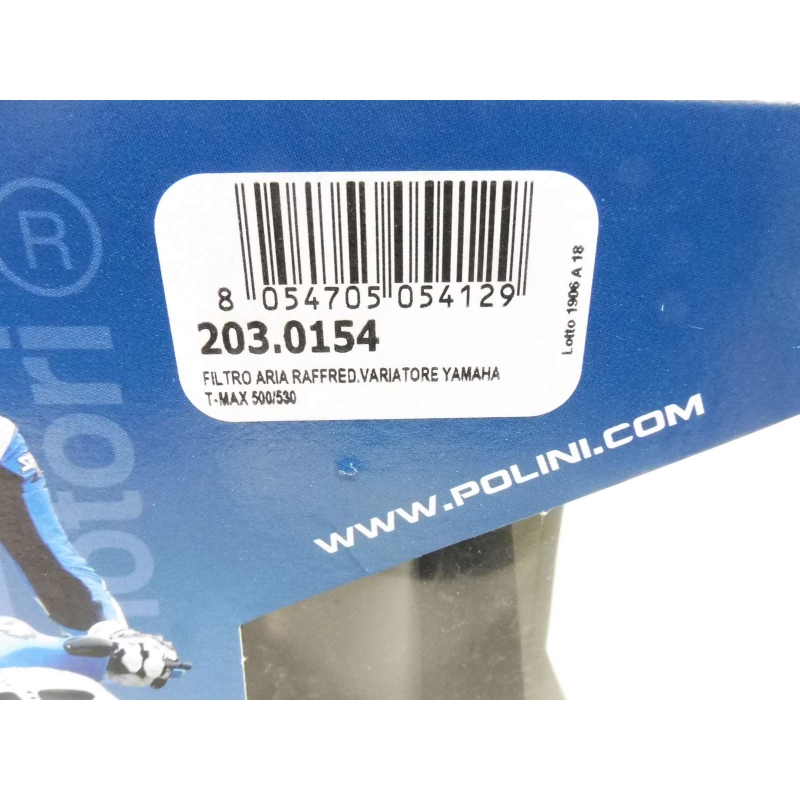 8 054705 054129
203.0154
FILTRO ARIA RAFFRED.VARIATORE YAMAHA
T-MAX 500/530
Lotto 1906 A 18
WWW.POLINI.COM
®
otori